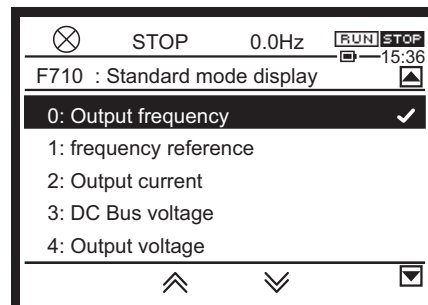 STOP 0.0Hz RUN STOP
15:36
F710 : Standard mode display
0: Output frequency
1: frequency reference
2: Output current
3: DC Bus voltage
4: Output voltage